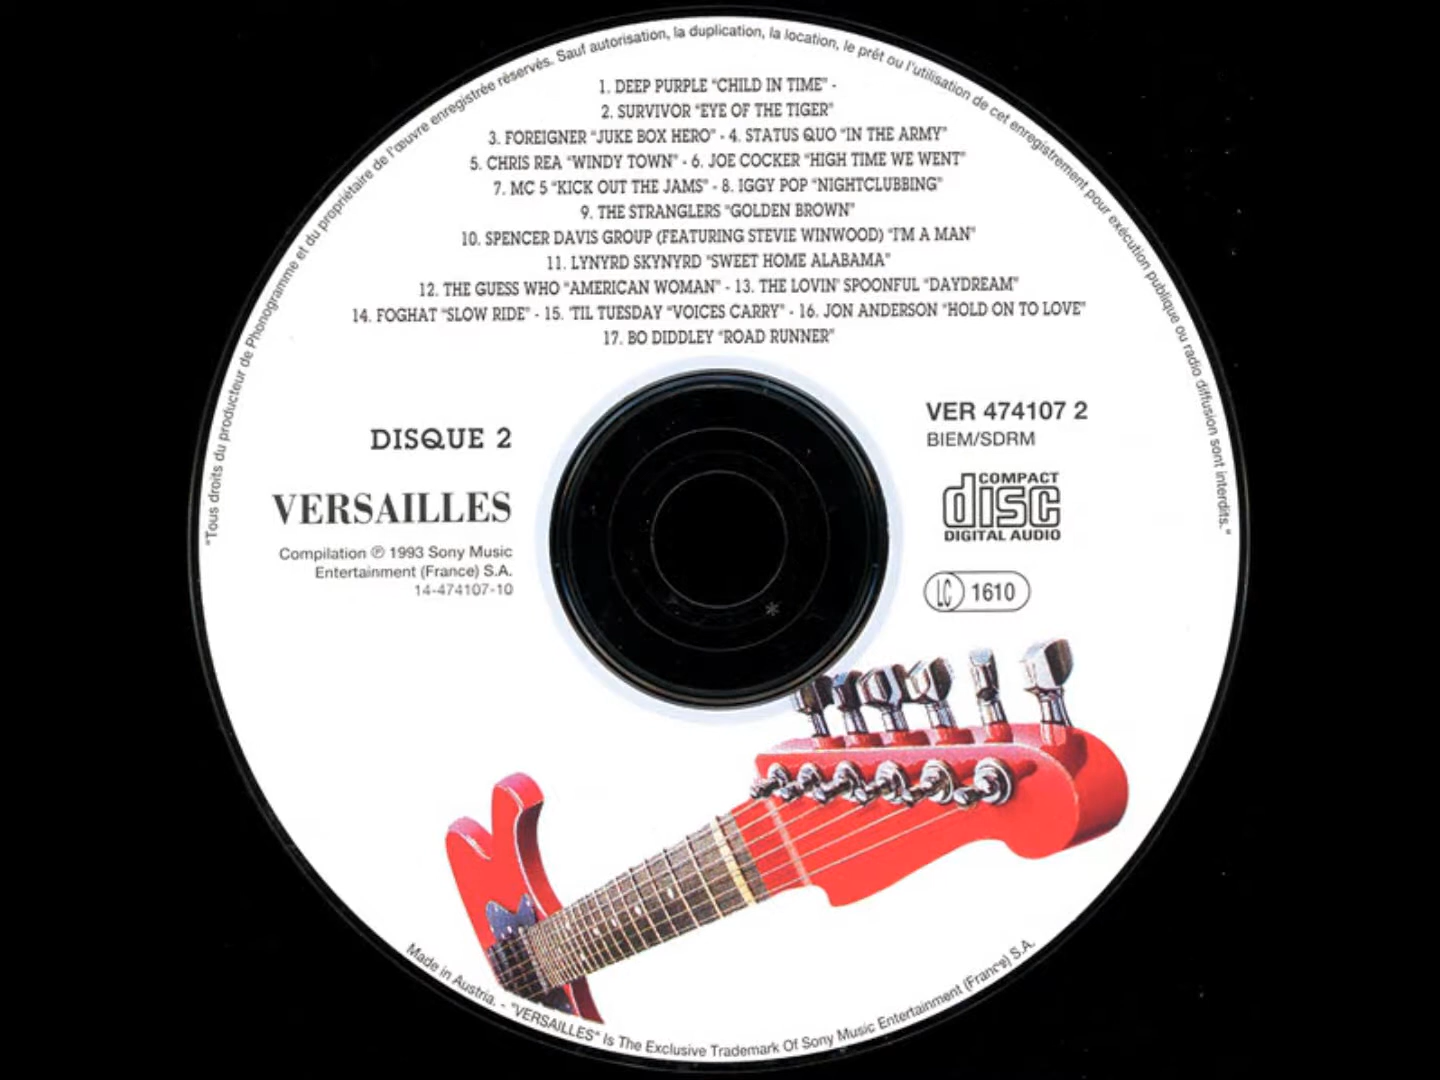 "Tous droits du producteur de Phonogramme et du propriétaire de l'œuvre enregistrée réservés. Sauf autorisation, la duplication, la location, le prêt ou l'utilisation de cet enregistrement pour exécution publique ou radio diffusion sont interdits."
1. DEEP PURPLE "CHILD IN TIME" -
2. SURVIVOR "EYE OF THE TIGER"
3. FOREIGNER "JUKE BOX HERO" - 4. STATUS QUO "IN THE ARMY"
5. CHRIS REA "WINDY TOWN" - 6. JOE COCKER "HIGH TIME WE WENT"
7. MC 5 "KICK OUT THE JAMS" - 8. IGGY POP "NIGHTCLUBBING"
9. THE STRANGLERS "GOLDEN BROWN"
10. SPENCER DAVIS GROUP (FEATURING STEVIE WINWOOD) "I'M A MAN"
11. LYNYRD SKYNYRD "SWEET HOME ALABAMA"
12. THE GUESS WHO "AMERICAN WOMAN" - 13. THE LOVIN' SPOONFUL "DAYDREAM"
14. FOGHAT "SLOW RIDE" - 15. 'TIL TUESDAY "VOICES CARRY" - 16. JON ANDERSON "HOLD ON TO LOVE"
17. BO DIDDLEY "ROAD RUNNER"
DISQUE 2
VERSAILLES
Compilation ℗ 1993 Sony Music
Entertainment (France) S.A.
14-474107-10
VER 474107 2
BIEM/SDRM
COMPACT
disc
DIGITAL AUDIO
LC 1610
Made in Austria. - "VERSAILLES" Is The Exclusive Trademark Of Sony Music Entertainment (France) S.A.